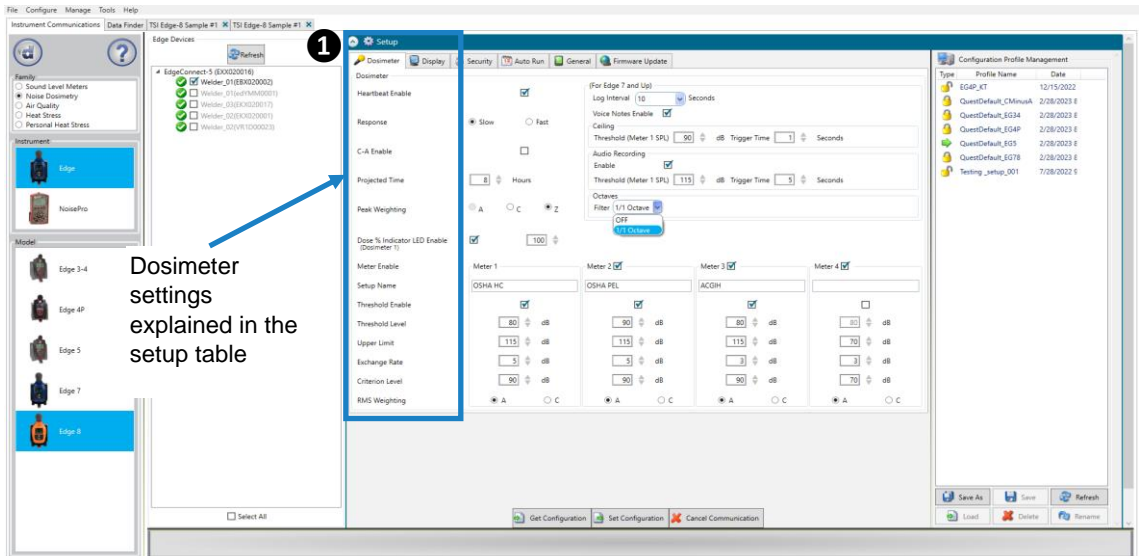 File Configure Manage Tools Help
Instrument Communications Data Finder TSI Edge-8 Sample #1 TSI Edge-8 Sample #1
Family
Sound Level Meters
Noise Dosimetry
Air Quality
Heat Stress
Personal Heat Stress
Instrument
Edge
NoisePro
Model
Edge 3-4
Edge 4P
Edge 5
Edge 7
Edge 8
Edge Devices:
Refresh
EdgeConnect-5 (EXX020016)
Welder_01(EEX020002)
Welder_01(edYMM0001)
Welder_03(EKX020017)
Welder_02(EKX020001)
Welder_02(VR1D00023)
Select All
1
Dosimeter
settings
explained in the
setup table
Setup
Dosimeter Display Security Auto Run General Firmware Update
Dosimeter
Heartbeat Enable
Response Slow Fast
C-A Enable
Projected Time 8 Hours
Peak Weighting A C Z
Dose % Indicator LED Enable 100
(Dosimeter 1)
(For Edge 7 and Up)
Log Interval 10 Seconds
Voice Notes Enable
Ceiling
Threshold (Meter 1 SPL) 90 dB Trigger Time 1 Seconds
Audio Recording
Enable
Threshold (Meter 1 SPL) 115 dB Trigger Time 5 Seconds
Octaves
Filter 1/1 Octave
OFF
1/1 Octave
Meter Enable Meter 1 Meter 2 Meter 3 Meter 4
Setup Name OSHA HC OSHA PEL ACGIH
Threshold Enable
Threshold Level 80 dB 90 dB 80 dB 80 dB
Upper Limit 115 dB 115 dB 115 dB 70 dB
Exchange Rate 5 dB 5 dB 3 dB 3 dB
Criterion Level 90 dB 90 dB 90 dB 70 dB
RMS Weighting A C A C A C A C
Get Configuration Set Configuration Cancel Communication
Configuration Profile Management
Type Profile Name Date
EG4P_KT 12/15/2022
QuestDefault_CMinusA 2/28/2023 8
QuestDefault_EG34 2/28/2023 8
QuestDefault_EG4P 2/28/2023 8
QuestDefault_EG5 2/28/2023 8
QuestDefault_EG78 2/28/2023 8
Testing _setup_001 7/28/2022 9
Save As Save Refresh
Load Delete Rename